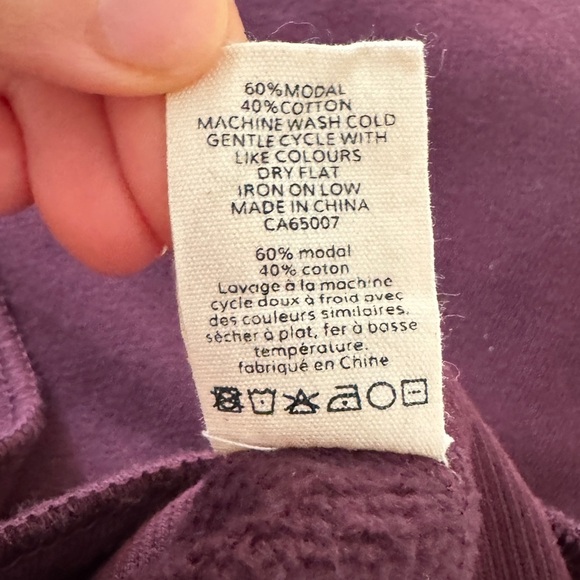 60%MODAL
40%COTTON
MACHINE WASH COLD
GENTLE CYCLE WITH
LIKE COLOURS
DRY FLAT
IRON ON LOW
MADE IN CHINA
CA65007
60% modal
40% coton
Lavage à la machine
cycle doux à froid avec
des couleurs similaires.
sécher à plat, fer à basse
température.
fabriqué en Chine